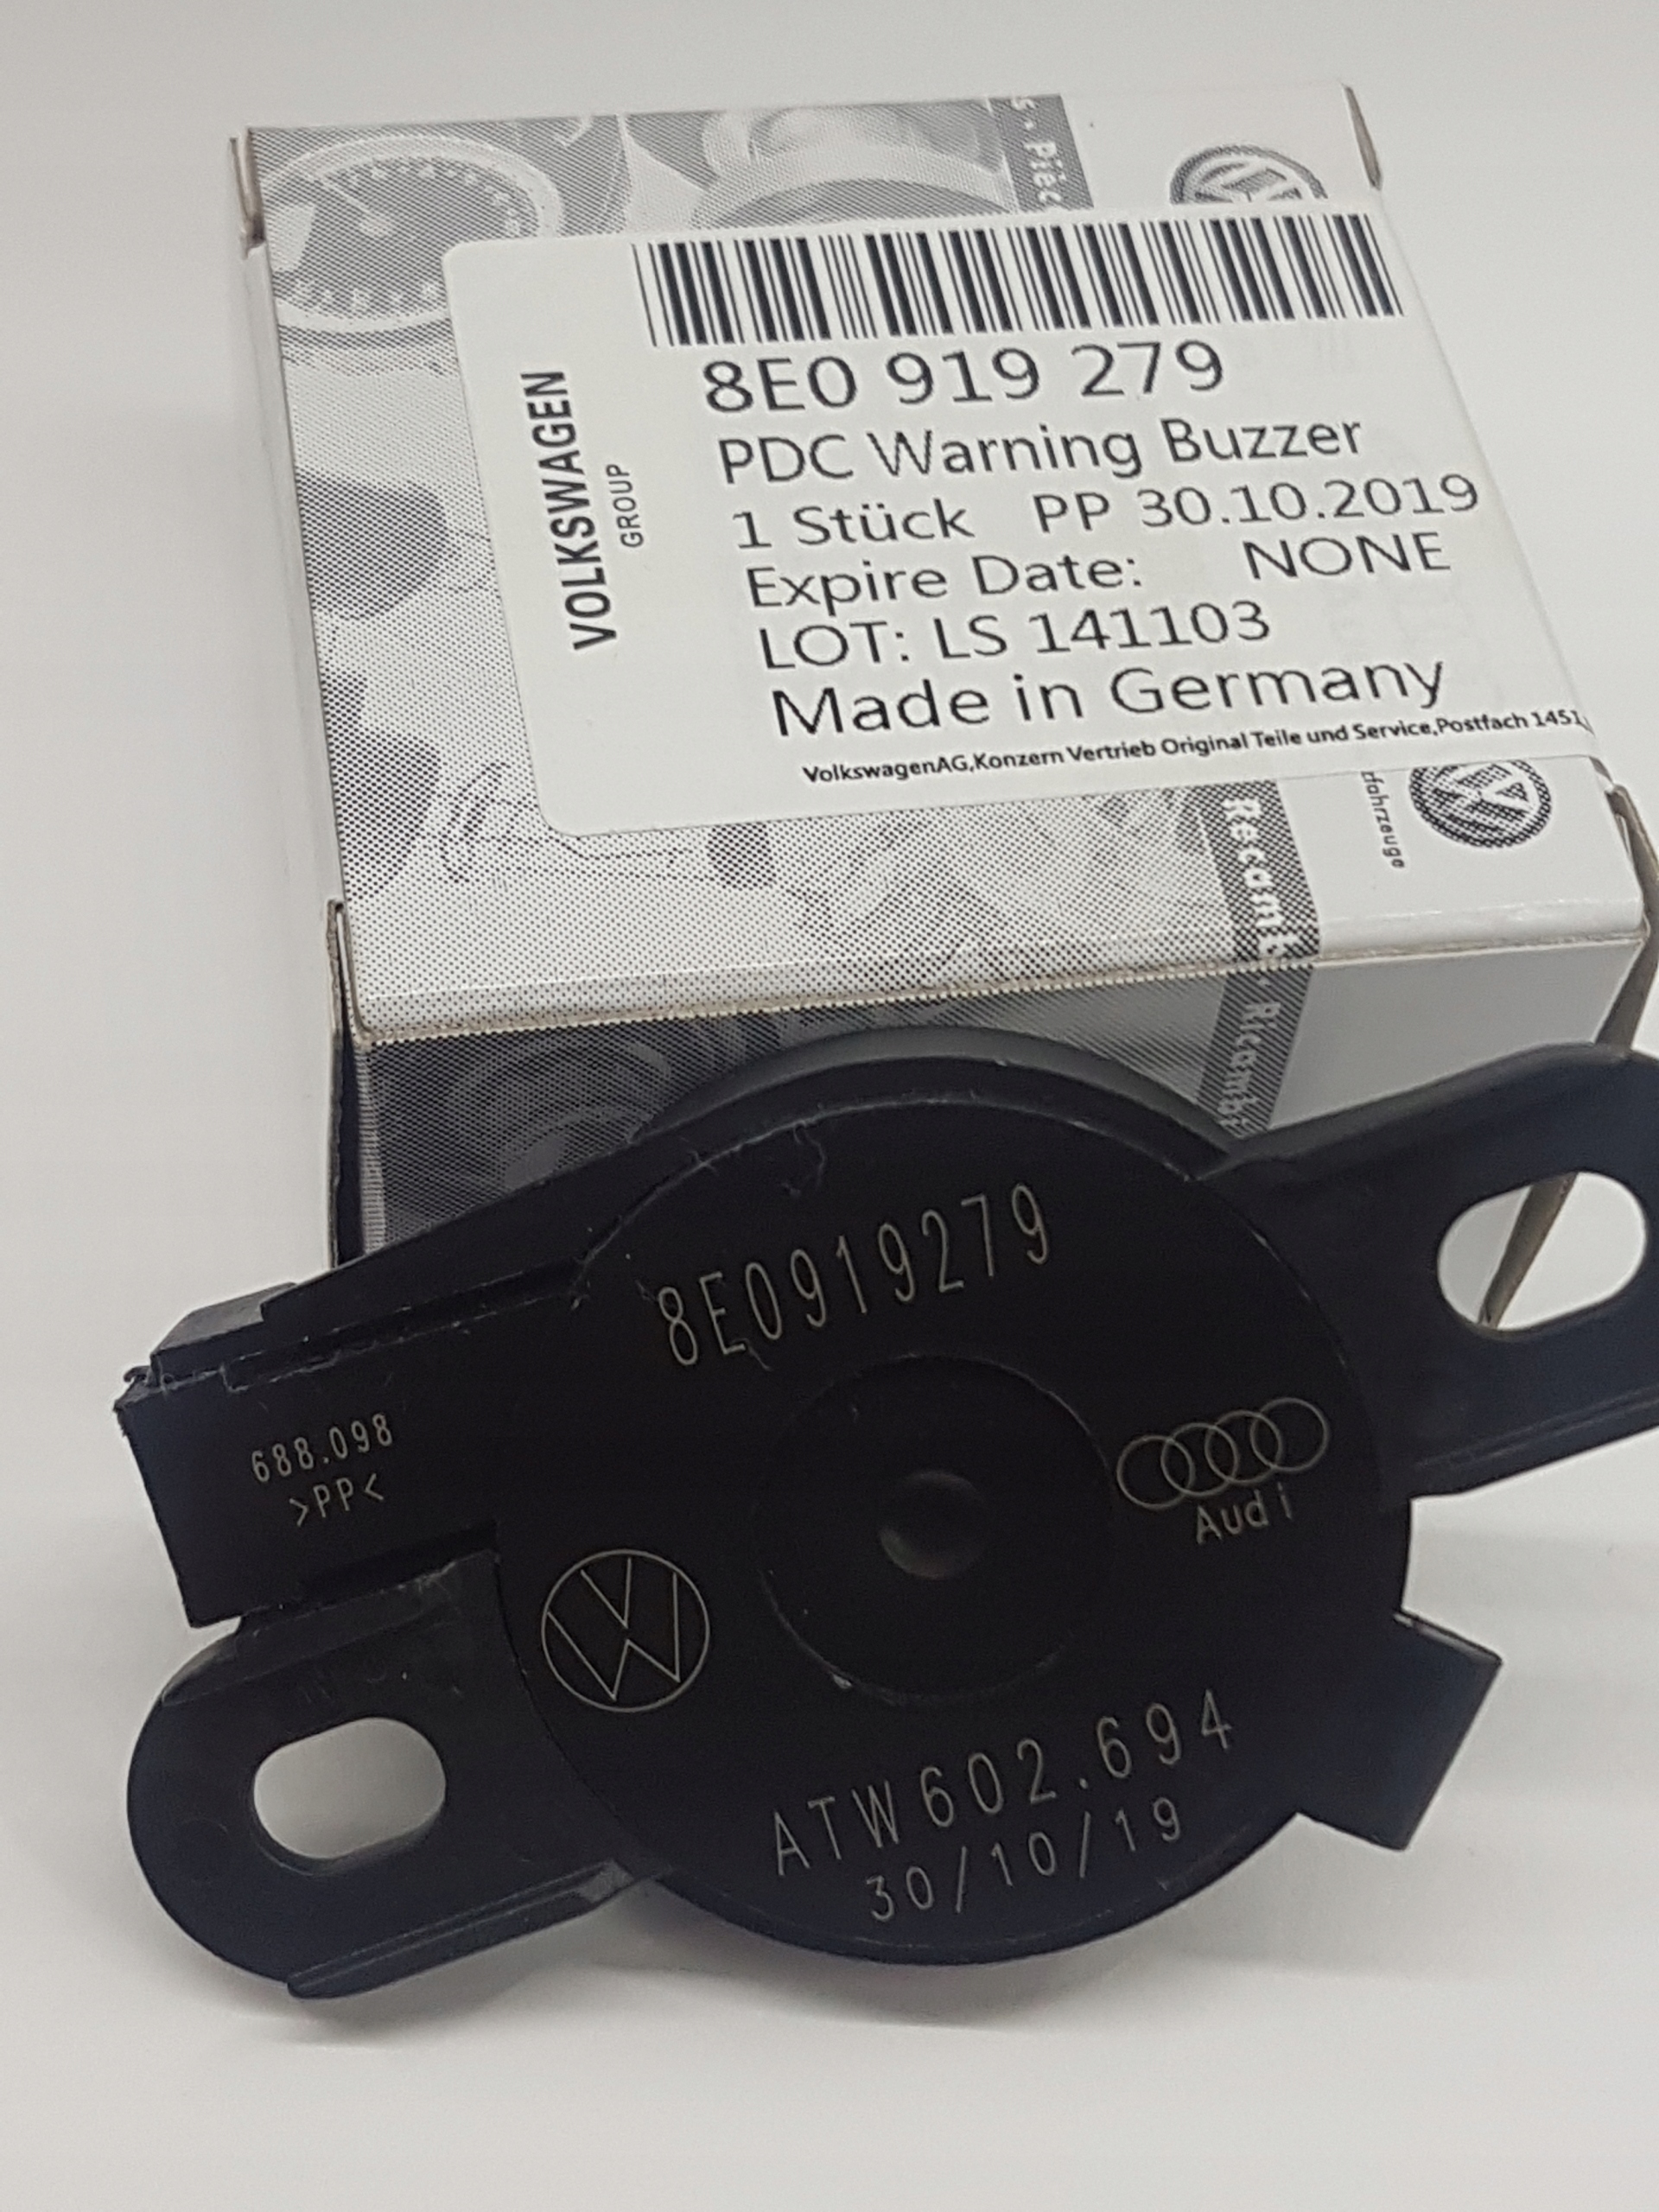 VOLKSWAGEN
GROUP
8E0 919 279
PDC Warning Buzzer
1 Stück PP 30.10.2019
Expire Date: NONE
LOT: LS 141103
Made in Germany
VolkswagenAG,Konzern Vertrieb Original Teile und Service,Postfach 1451
8E0919279
688.098
>PP<
Audi
ATW602.694
30/10/19